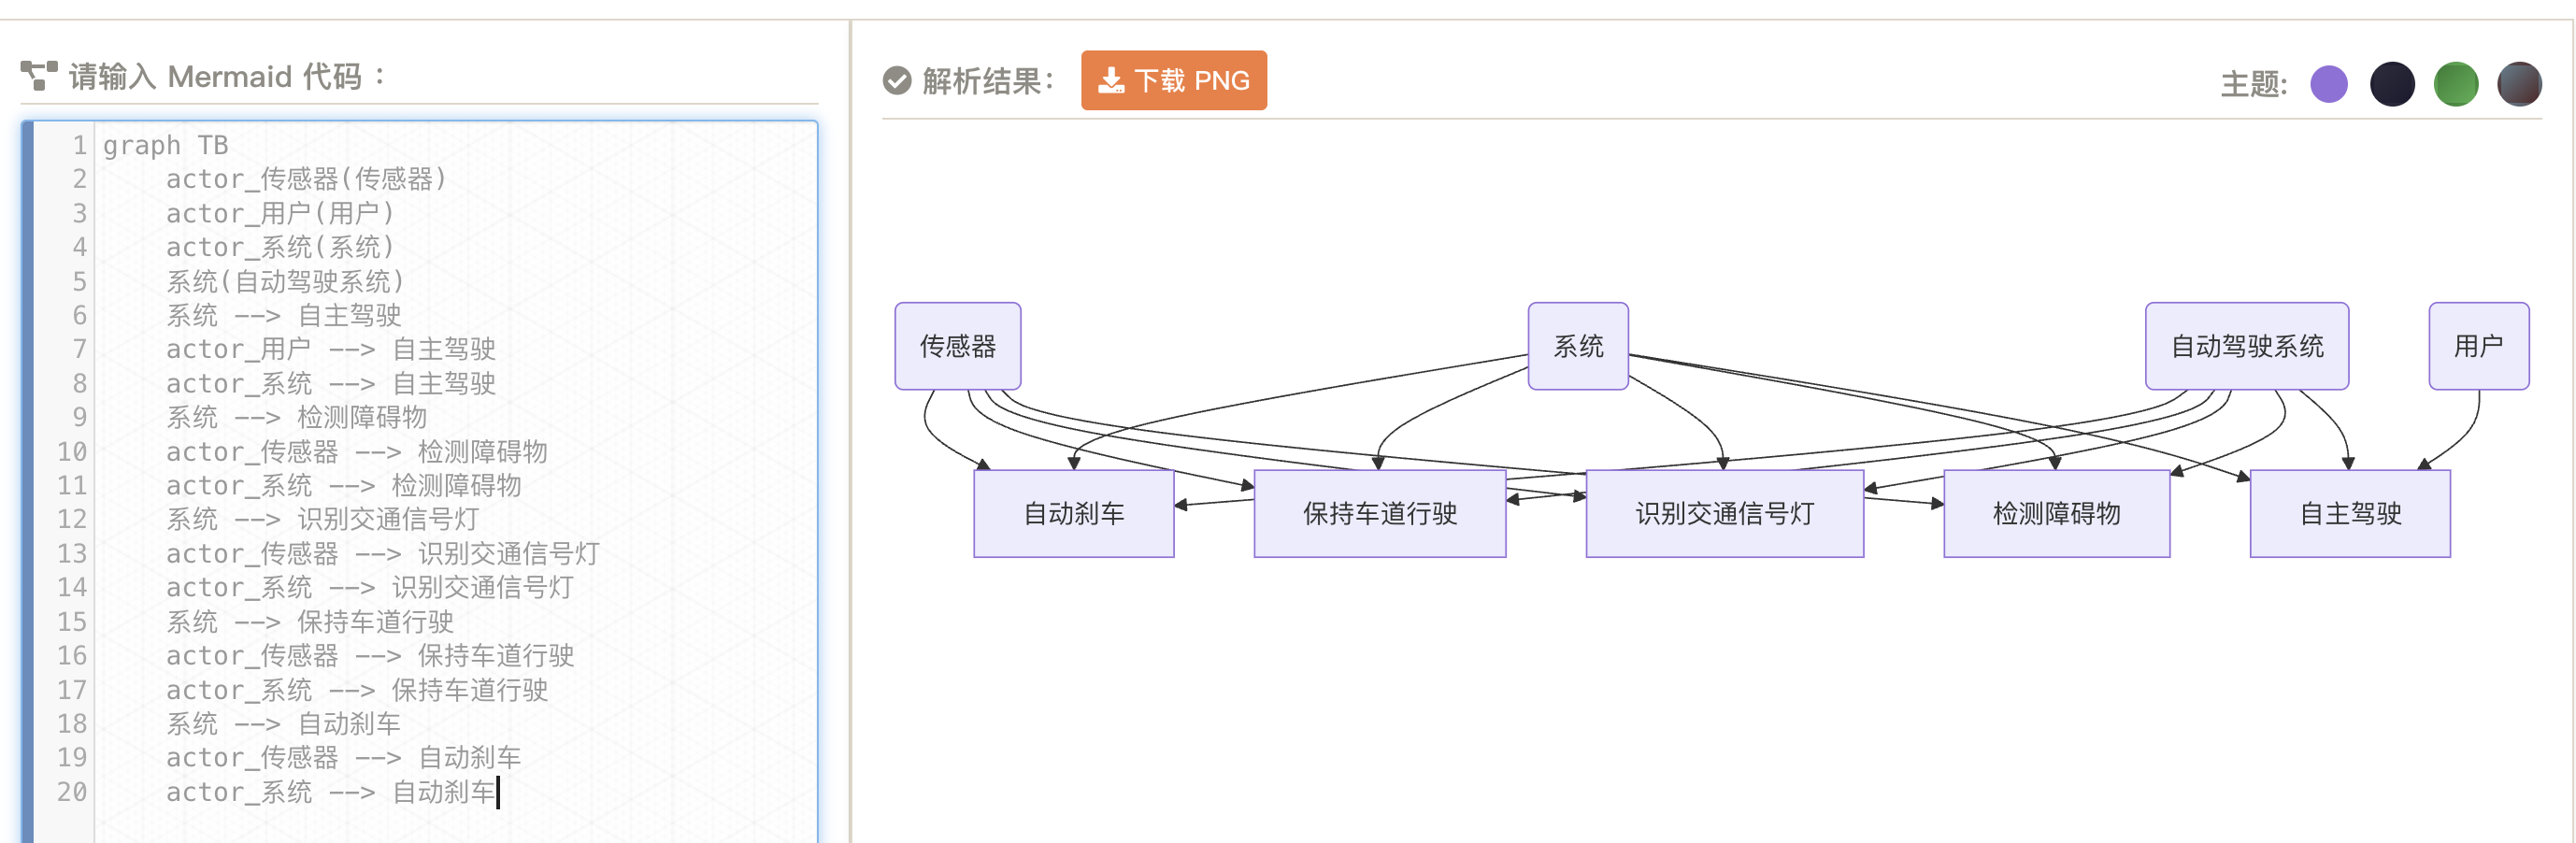 请输入 Mermaid 代码：
1 graph TB
2 actor_传感器(传感器)
3 actor_用户(用户)
4 actor_系统(系统)
5 系统(自动驾驶系统)
6 系统 --> 自主驾驶
7 actor_用户 --> 自主驾驶
8 actor_系统 --> 自主驾驶
9 系统 --> 检测障碍物
10 actor_传感器 --> 检测障碍物
11 actor_系统 --> 检测障碍物
12 系统 --> 识别交通信号灯
13 actor_传感器 --> 识别交通信号灯
14 actor_系统 --> 识别交通信号灯
15 系统 --> 保持车道行驶
16 actor_传感器 --> 保持车道行驶
17 actor_系统 --> 保持车道行驶
18 系统 --> 自动刹车
19 actor_传感器 --> 自动刹车
20 actor_系统 --> 自动刹车
解析结果：
下载 PNG
主题:
传感器
系统
自动驾驶系统
用户
自动刹车
保持车道行驶
识别交通信号灯
检测障碍物
自主驾驶